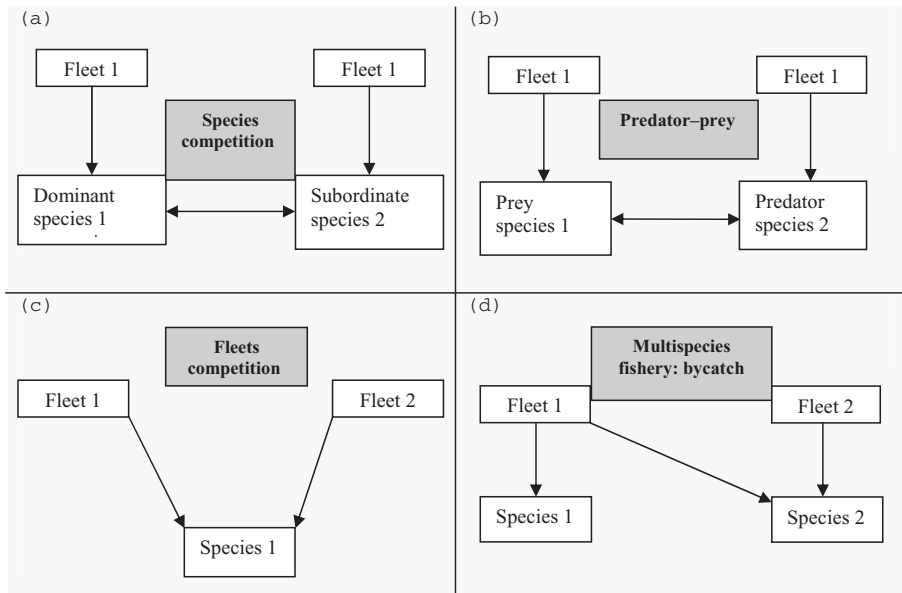 (a)
Fleet 1
Fleet 1
Species
competition
Dominant
species 1
Subordinate
species 2
(b)
Fleet 1
Fleet 1
Predator–prey
Prey
species 1
Predator
species 2
(c)
Fleets
competition
Fleet 1
Fleet 2
Species 1
(d)
Multispecies
fishery: bycatch
Fleet 1
Fleet 2
Species 1
Species 2